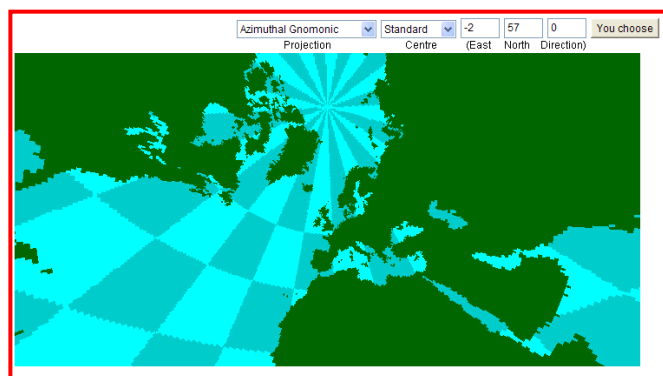 Azimuthal Gnomonic Standard -2 57 0 You choose
Projection Centre (East North Direction)